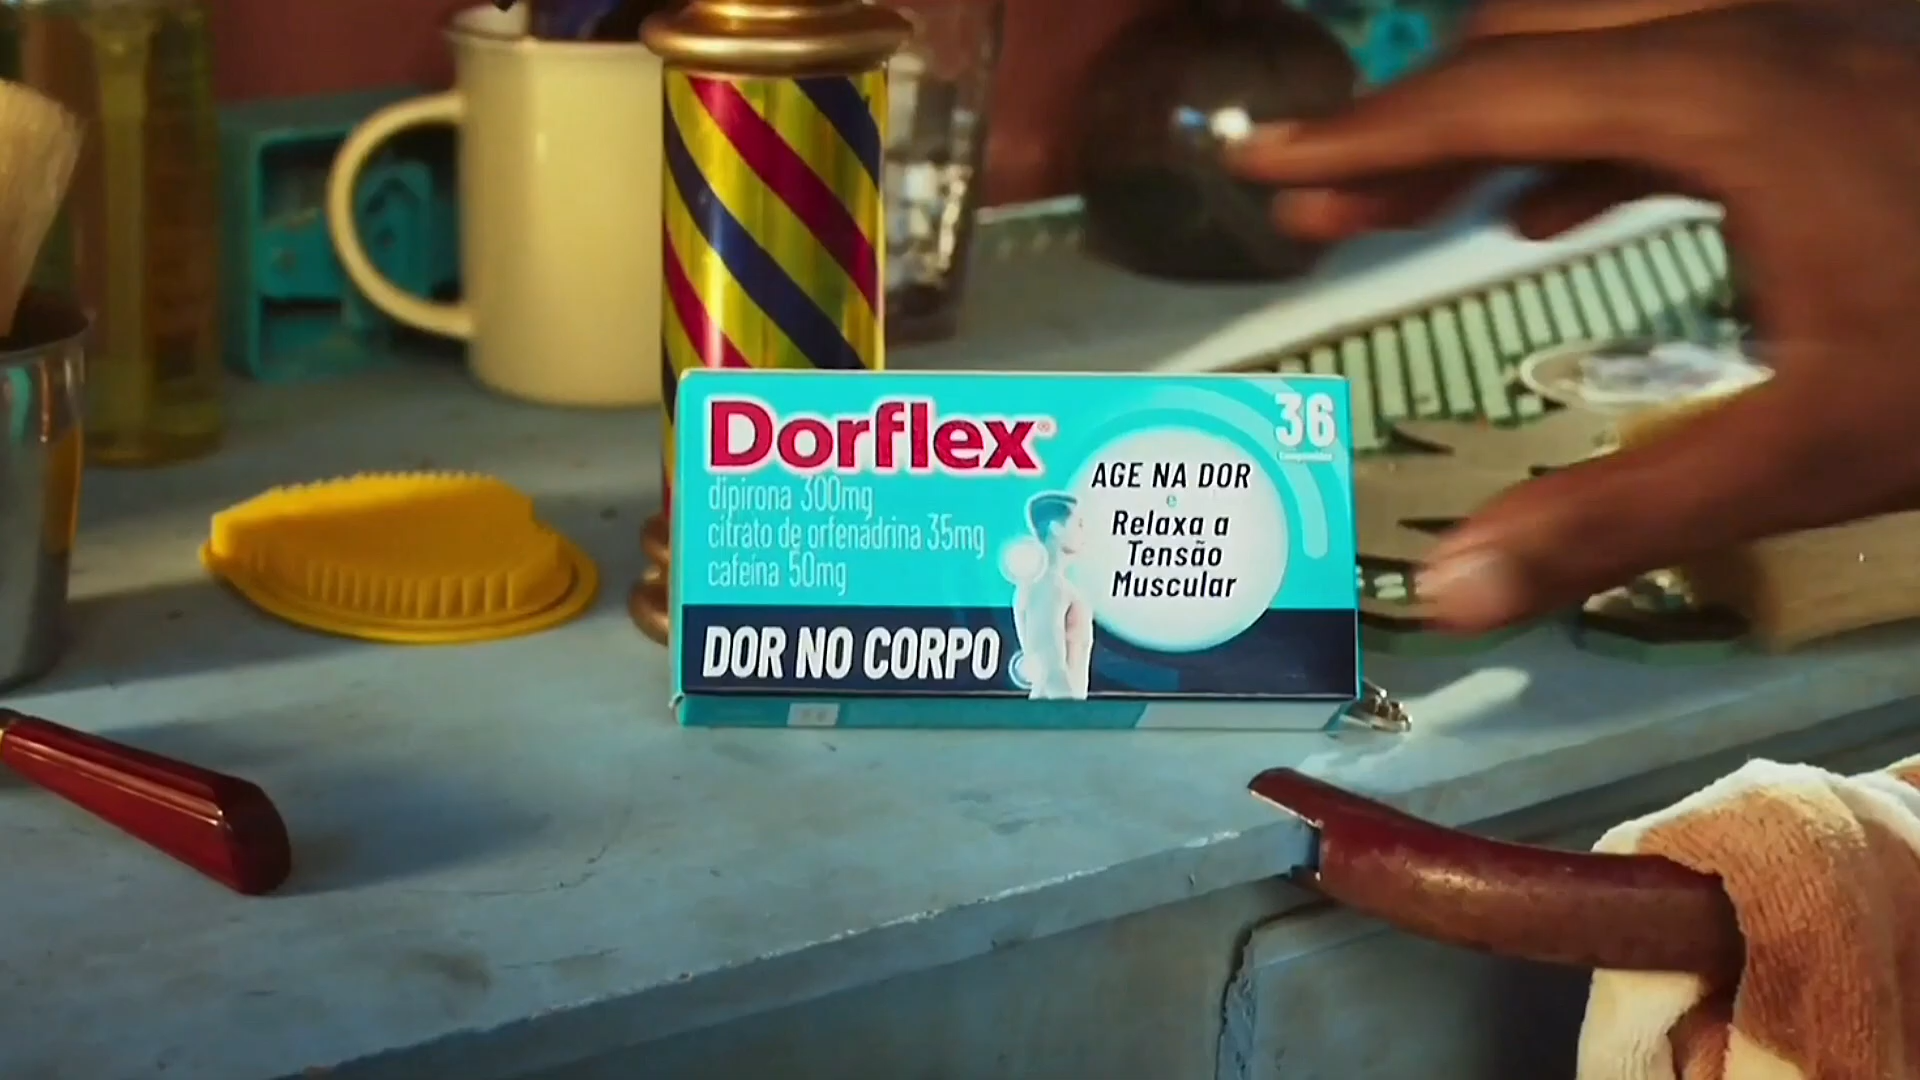 Dorflex®
dipirona 300mg
citrato de orfenadrina 35mg
cafeína 50mg
DOR NO CORPO
AGE NA DOR
e
Relaxa a
Tensão
Muscular
36
Comprimidos